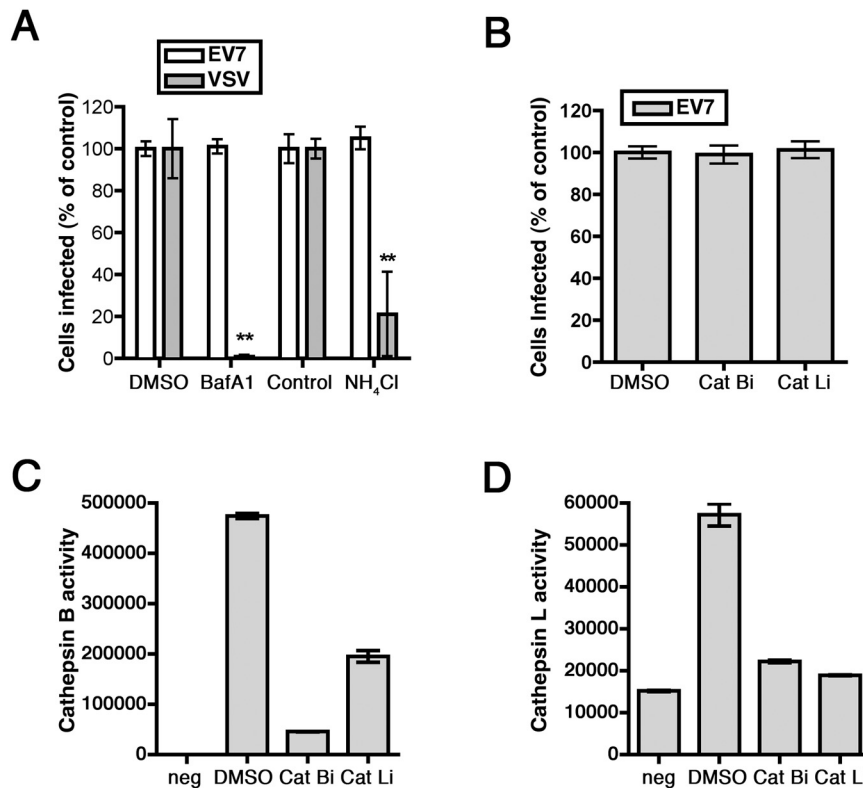 A
EV7
VSV
Cells infected (% of control)
120
100
80
60
40
20
0
**
**
DMSO BafA1 Control NH₄Cl
B
EV7
Cells Infected (% of control)
120
100
80
60
40
20
0
DMSO Cat Bi Cat Li
C
Cathepsin B activity
500000
400000
300000
200000
100000
0
neg DMSO Cat Bi Cat Li
D
Cathepsin L activity
60000
50000
40000
30000
20000
10000
0
neg DMSO Cat Bi Cat L